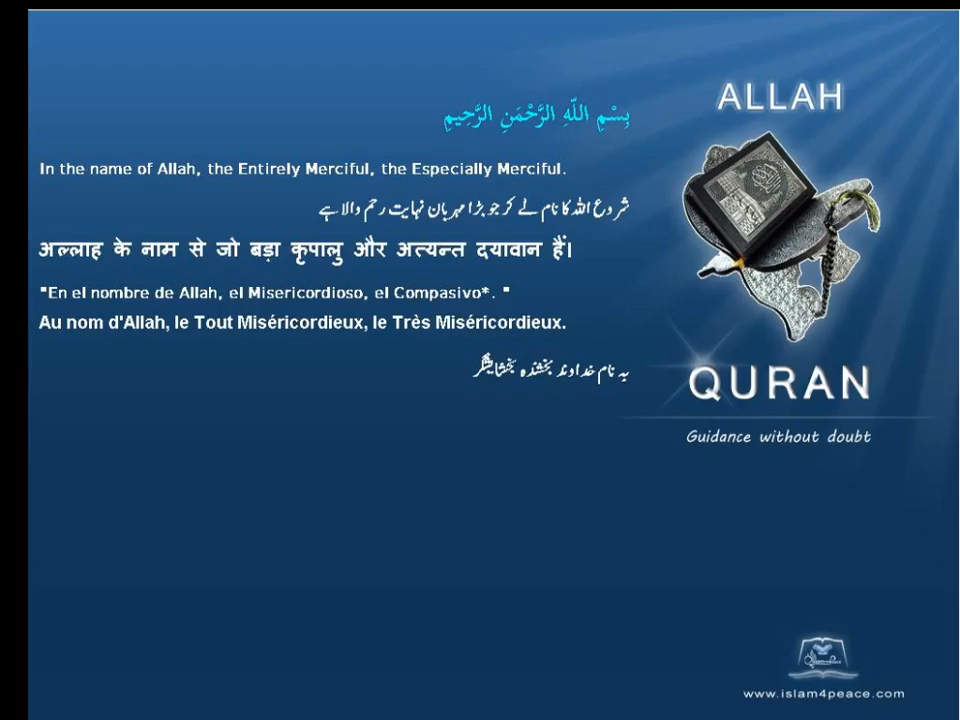 بِسْمِ اللَّهِ الرَّحْمَنِ الرَّحِيمِ
In the name of Allah, the Entirely Merciful, the Especially Merciful.
شروع الله کا نام لے کر جو بڑا مہربان نہایت رحم والا ہے
अल्लाह के नाम से जो बड़ा कृपालु और अत्यन्त दयावान हैं।
"En el nombre de Allah, el Misericordioso, el Compasivo*. "
Au nom d'Allah, le Tout Miséricordieux, le Très Miséricordieux.
به نام خداوند بخشنده بخشایشگر
ALLAH
QURAN
Guidance without doubt
www.islam4peace.com